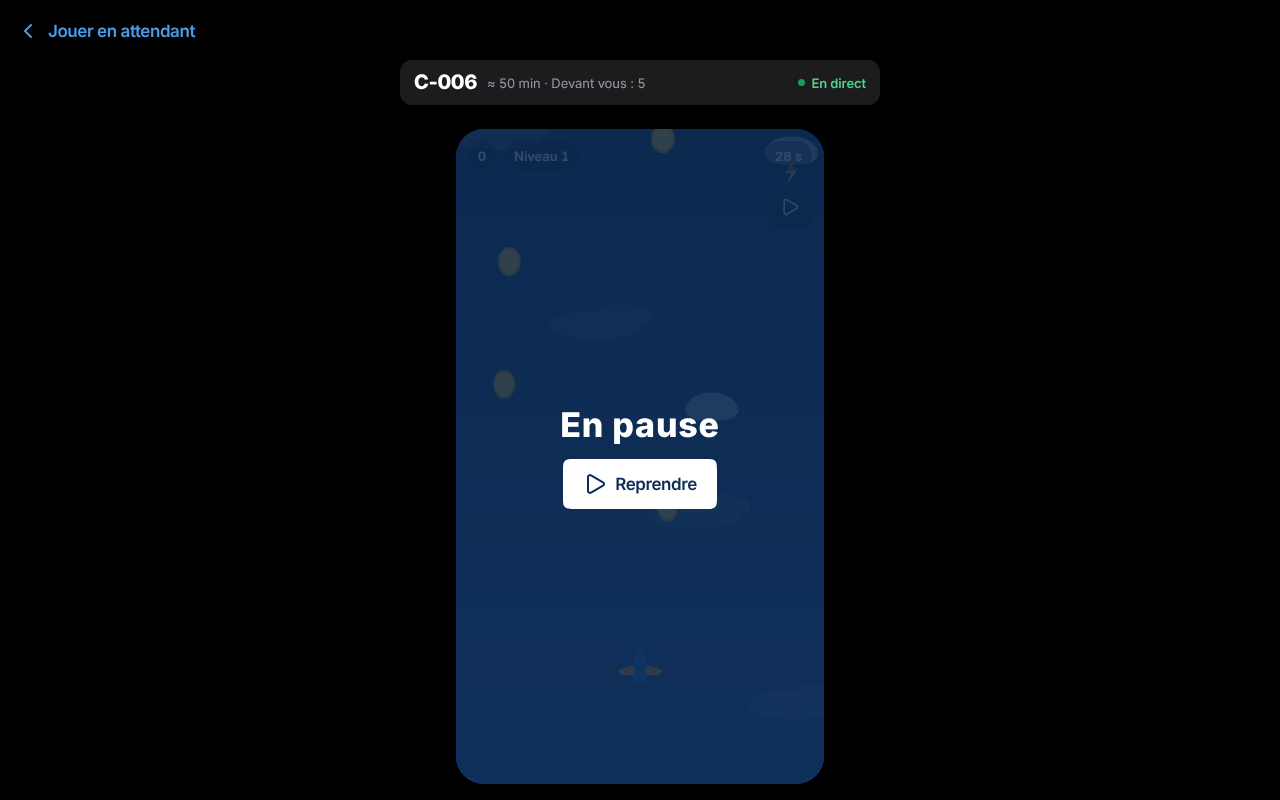 Jouer en attendant
C-006 ≈ 50 min · Devant vous : 5 En direct
0 Niveau 1 28 s
En pause
Reprendre